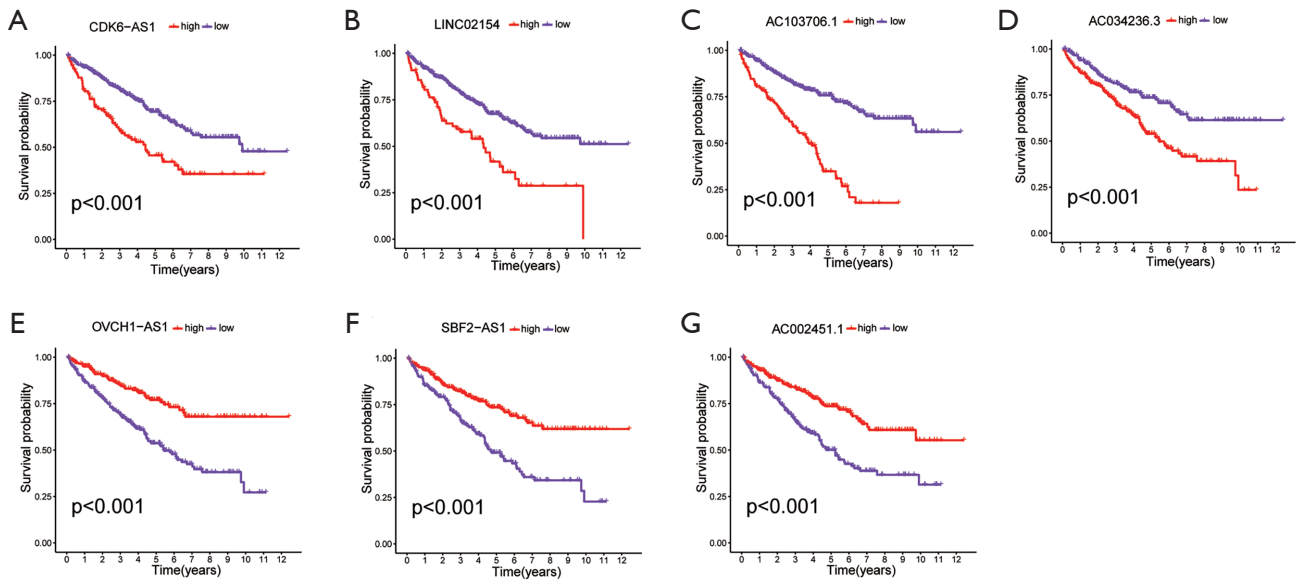 A
CDK6-AS1 high low
Survival probability
1.00
0.75
0.50
0.25
0.00
p<0.001
0 1 2 3 4 5 6 7 8 9 10 11 12
Time(years)
B
LINC02154 high low
Survival probability
1.00
0.75
0.50
0.25
0.00
p<0.001
0 1 2 3 4 5 6 7 8 9 10 11 12
Time(years)
C
AC103706.1 high low
Survival probability
1.00
0.75
0.50
0.25
0.00
p<0.001
0 1 2 3 4 5 6 7 8 9 10 11 12
Time(years)
D
AC034236.3 high low
Survival probability
1.00
0.75
0.50
0.25
0.00
p<0.001
0 1 2 3 4 5 6 7 8 9 10 11 12
Time(years)
E
OVCH1-AS1 high low
Survival probability
1.00
0.75
0.50
0.25
0.00
p<0.001
0 1 2 3 4 5 6 7 8 9 10 11 12
Time(years)
F
SBF2-AS1 high low
Survival probability
1.00
0.75
0.50
0.25
0.00
p<0.001
0 1 2 3 4 5 6 7 8 9 10 11 12
Time(years)
G
AC002451.1 high low
Survival probability
1.00
0.75
0.50
0.25
0.00
p<0.001
0 1 2 3 4 5 6 7 8 9 10 11 12
Time(years)